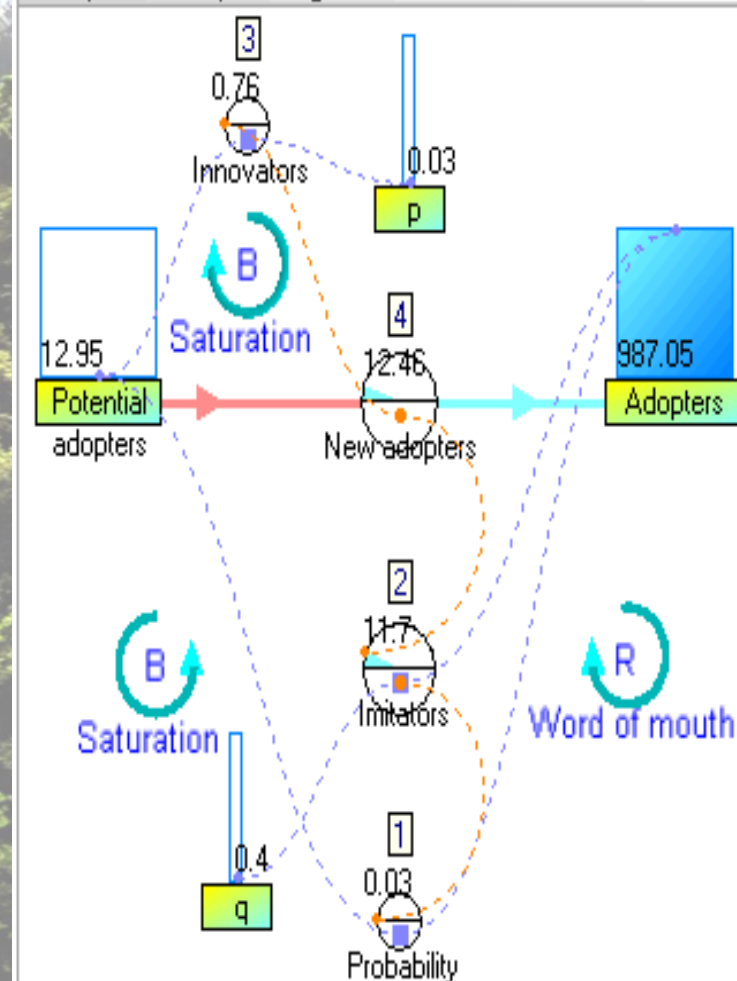 3
0.76
Innovators
0.03
p
B
Saturation
4
12.95
12.46
987.05
Potential
adopters
New adopters
Adopters
2
11.7
Imitators
B
Saturation
R
Word of mouth
1
0.4
q
0.03
Probability